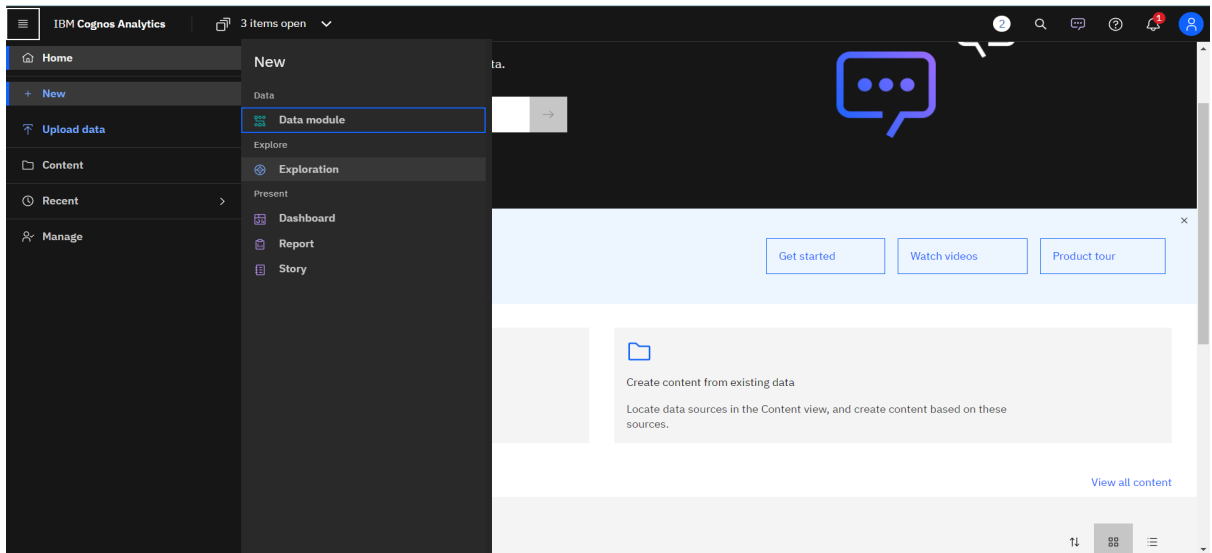 IBM Cognos Analytics
3 items open
2
1
Home
New
Upload data
Content
Recent
Manage
New
Data
Data module
Explore
Exploration
Present
Dashboard
Report
Story
ta.
Get started
Watch videos
Product tour
Create content from existing data
Locate data sources in the Content view, and create content based on these
sources.
View all content